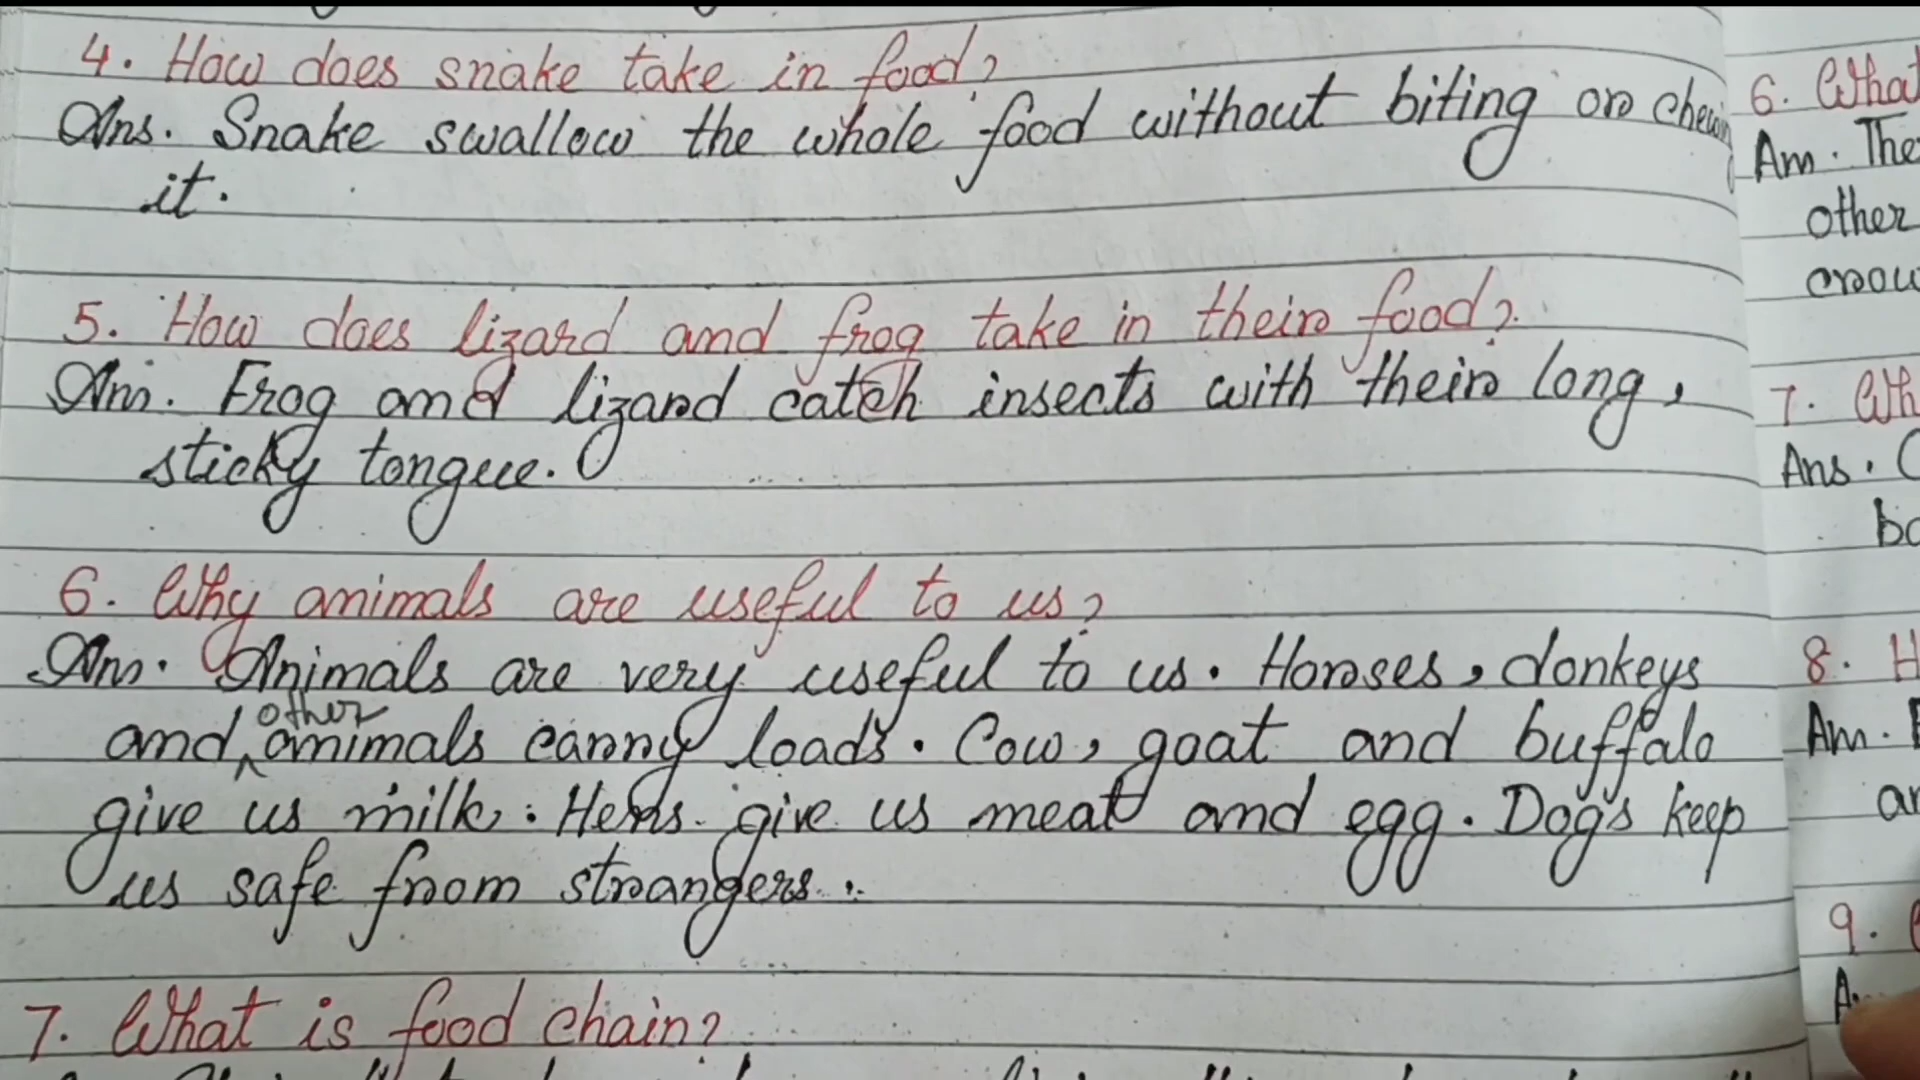 4. How does snake take in food?
Ans. Snake swallow the whole food without biting or chewing
it.
5. How does lizard and frog take in their food?
Ans. Frog and lizard catch insects with their long,
sticky tongue.
6. Why animals are useful to us?
Ans. Animals are very useful to us. Horses, donkeys
and other animals carry loads. Cow, goat and buffalo
give us milk. Hens give us meat and egg. Dogs keep
us safe from strangers.
7. What is food chain?
6. What
Ans. The
other
crow
7. Wh
Ans. C
bo
8. H
Ans.
an
9.